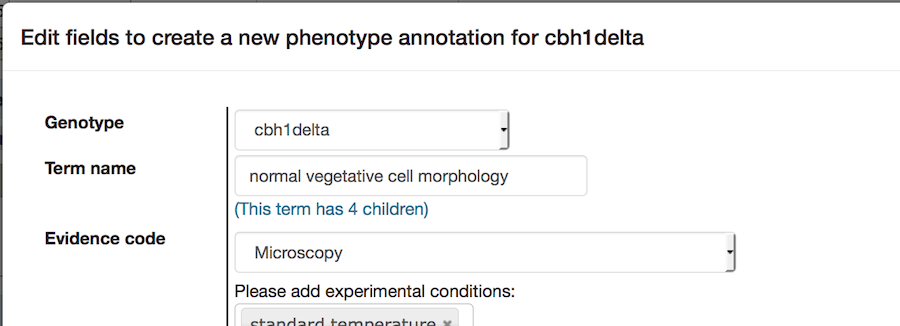 Edit fields to create a new phenotype annotation for cbh1delta
Genotype
cbh1delta
Term name
normal vegetative cell morphology
(This term has 4 children)
Evidence code
Microscopy
Please add experimental conditions:
standard temperature ×